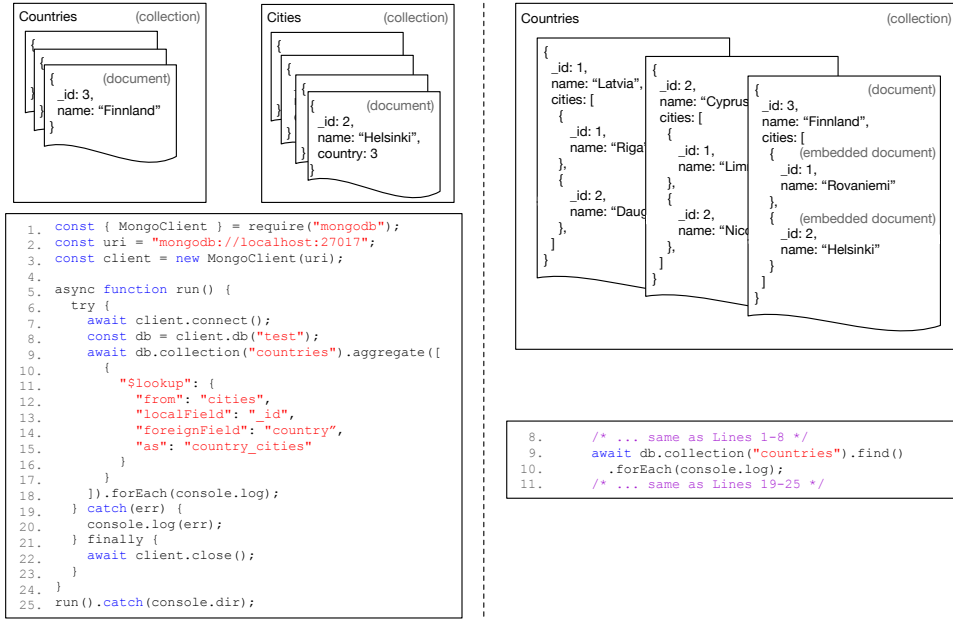 Countries (collection)
{
{
{ (document)
_id: 3,
name: “Finnland”
}
}
}
Cities (collection)
{
{
{
{ (document)
_id: 2,
name: “Helsinki”,
country: 3
}
}
}
}
1. const { MongoClient } = require("mongodb");
2. const uri = "mongodb://localhost:27017";
3. const client = new MongoClient(uri);
4.
5. async function run() {
6. try {
7. await client.connect();
8. const db = client.db("test");
9. await db.collection("countries").aggregate([
10. {
11. "$lookup": {
12. "from": "cities",
13. "localField": "_id",
14. "foreignField": "country”,
15. "as": "country_cities"
16. }
17. }
18. ]).forEach(console.log);
19. } catch(err) {
20. console.log(err);
21. } finally {
22. await client.close();
23. }
24. }
25. run().catch(console.dir);
Countries (collection)
{
_id: 1,
name: “Latvia”,
cities: [
{
_id: 1,
name: “Riga”
},
{
_id: 2,
name: “Daug
},
]
}
{
_id: 2,
name: “Cyprus
cities: [
{
_id: 1,
name: “Lim
},
{
_id: 2,
name: “Nico
},
]
}
{ (document)
_id: 3,
name: “Finnland”,
cities: [
{ (embedded document)
_id: 1,
name: “Rovaniemi”
},
{ (embedded document)
_id: 2,
name: “Helsinki”
}
]
}
8. /* ... same as Lines 1-8 */
9. await db.collection("countries").find()
10. .forEach(console.log);
11. /* ... same as Lines 19-25 */